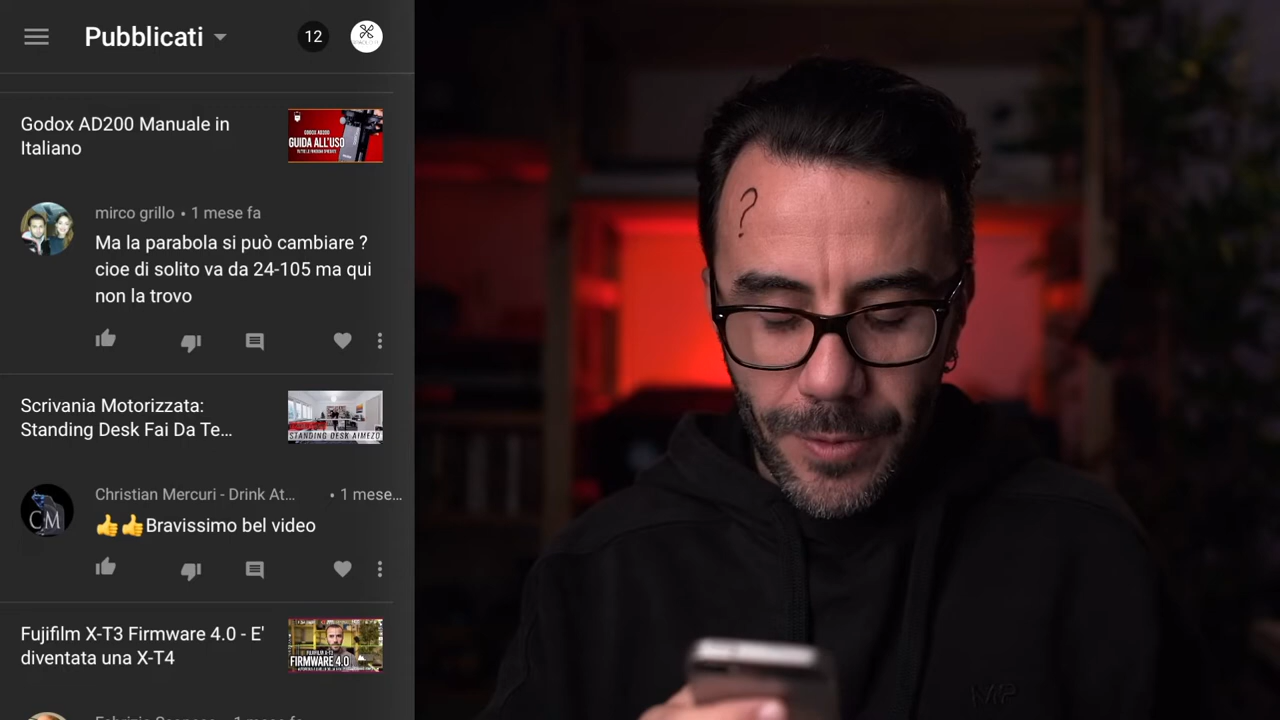 Pubblicati
12
Godox AD200 Manuale in
Italiano
GODOX AD200
GUIDA ALL'USO
mirco grillo • 1 mese fa
Ma la parabola si può cambiare ?
cioe di solito va da 24-105 ma qui
non la trovo
Scrivania Motorizzata:
Standing Desk Fai Da Te...
STANDING DESK AIMEZO
Christian Mercuri - Drink At... • 1 mese...
CM
👍👍Bravissimo bel video
Fujifilm X-T3 Firmware 4.0 - E'
diventata una X-T4
FUJIFILM X-T3
FIRMWARE 4.0
?